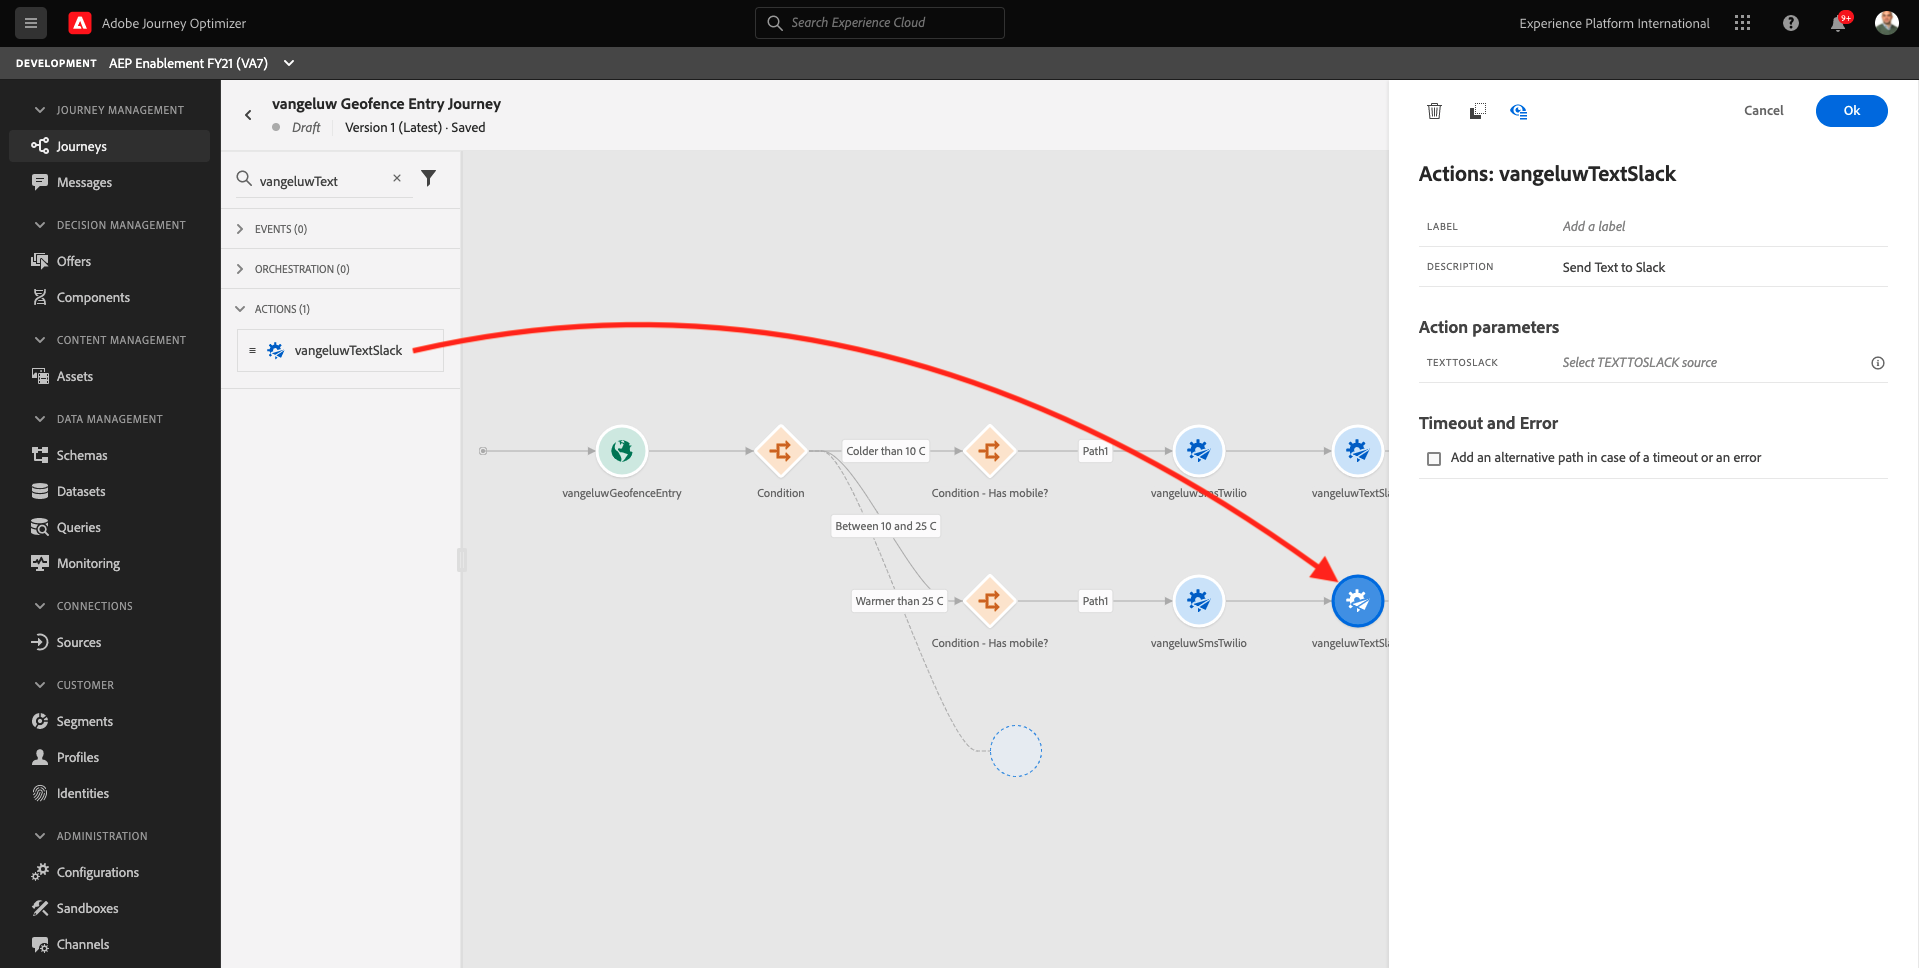 Adobe Journey Optimizer
Search Experience Cloud
Experience Platform International
9+
DEVELOPMENT AEP Enablement FY21 (VA7)
JOURNEY MANAGEMENT
Journeys
Messages
DECISION MANAGEMENT
Offers
Components
CONTENT MANAGEMENT
Assets
DATA MANAGEMENT
Schemas
Datasets
Queries
Monitoring
CONNECTIONS
Sources
CUSTOMER
Segments
Profiles
Identities
ADMINISTRATION
Configurations
Sandboxes
Channels
vangeluw Geofence Entry Journey
Draft Version 1 (Latest) · Saved
vangeluwText
EVENTS (0)
ORCHESTRATION (0)
ACTIONS (1)
vangeluwTextSlack
Colder than 10 C
Path1
vangeluwGeofenceEntry
Condition
Condition - Has mobile?
vangeluwSmsTwilio
vangeluwTextSla
Between 10 and 25 C
Warmer than 25 C
Path1
Condition - Has mobile?
vangeluwSmsTwilio
vangeluwTextSla
Cancel
Ok
Actions: vangeluwTextSlack
LABEL Add a label
DESCRIPTION Send Text to Slack
Action parameters
TEXTTOSLACK Select TEXTTOSLACK source
Timeout and Error
Add an alternative path in case of a timeout or an error